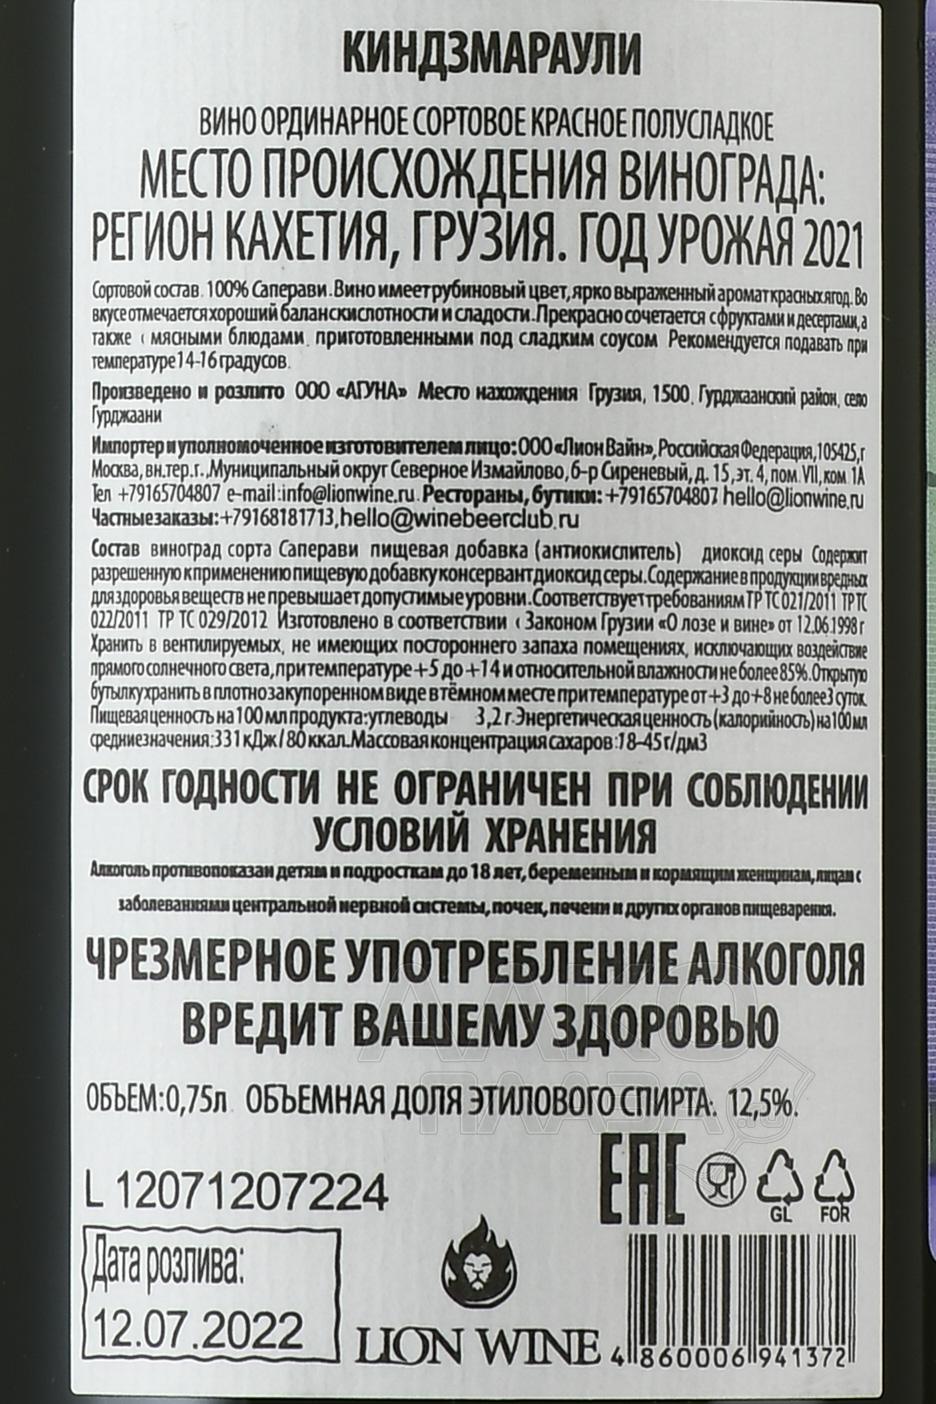 КИНДЗМАРАУЛИ
ВИНО ОРДИНАРНОЕ СОРТОВОЕ КРАСНОЕ ПОЛУСЛАДКОЕ
МЕСТО ПРОИСХОЖДЕНИЯ ВИНОГРАДА:
РЕГИОН КАХЕТИЯ, ГРУЗИЯ. ГОД УРОЖАЯ 2021
Сортовой состав. 100% Саперави. Вино имеет рубиновый цвет, ярко выраженный аромат красных ягод. Во
вкусе отмечается хороший баланс кислотности и сладости. Прекрасно сочетается с фруктами и десертами, а
также с мясными блюдами, приготовленными под сладким соусом Рекомендуется подавать при
температуре 14-16 градусов.
Произведено и розлито ООО «АГУНА» Место нахождения Грузия, 1500, Гурджаанский район, село
Гурджаани
Импортер и уполномоченное изготовителем лицо: ООО «Лион Вайн», Российская Федерация, 105425, г
Москва, вн.тер.г., Муниципальный округ Северное Измайлово, б-р Сиреневый, д. 15, эт. 4, пом VII, ком 1А
Тел +79165704807 e-mail:info@lionwine.ru. Рестораны, бутики: +79165704807 hello@lionwine.ru
Частные заказы: +79168181713, hello@winebeerclub.ru
Состав виноград сорта Саперави пищевая добавка (антиокислитель) диоксид серы Содержит
разрешенную к применению пищевую добавку консервант диоксид серы. Содержание в продукции вредных
для здоровья веществ не превышает допустимые уровни. Соответствует требованиям ТР ТС 021/2011 ТР ТС
022/2011 ТР ТС 029/2012 Изготовлено в соответствии с Законом Грузии «О лозе и вине» от 12.06.1998 г
Хранить в вентилируемых, не имеющих постороннего запаха помещениях, исключающих воздействие
прямого солнечного света, при температуре +5 до +14 и относительной влажности не более 85%. Открытую
бутылку хранить в плотно закупоренном виде в тёмном месте при температуре от +3 до +8 не более 3 суток.
Пищевая ценность на 100 мл продукта: углеводы 3,2 г. Энергетическая ценность (калорийность) на 100 мл
средние значения: 331 кДж / 80 ккал. Массовая концентрация сахаров: 18-45 г/дм3
СРОК ГОДНОСТИ НЕ ОГРАНИЧЕН ПРИ СОБЛЮДЕНИИ
УСЛОВИЙ ХРАНЕНИЯ
Алкоголь противопоказан детям и подросткам до 18 лет, беременным и кормящим женщинам, лицам с
заболеваниями центральной нервной системы, почек, печени и других органов пищеварения.
ЧРЕЗМЕРНОЕ УПОТРЕБЛЕНИЕ АЛКОГОЛЯ
ВРЕДИТ ВАШЕМУ ЗДОРОВЬЮ
АЛКО
ПЛАЗА
ОБЪЕМ: 0,75л ОБЪЕМНАЯ ДОЛЯ ЭТИЛОВОГО СПИРТА: 12,5%.
L 12071207224
EAC
GL FOR
Дата розлива:
12.07.2022
LION WINE
4 860006 941372